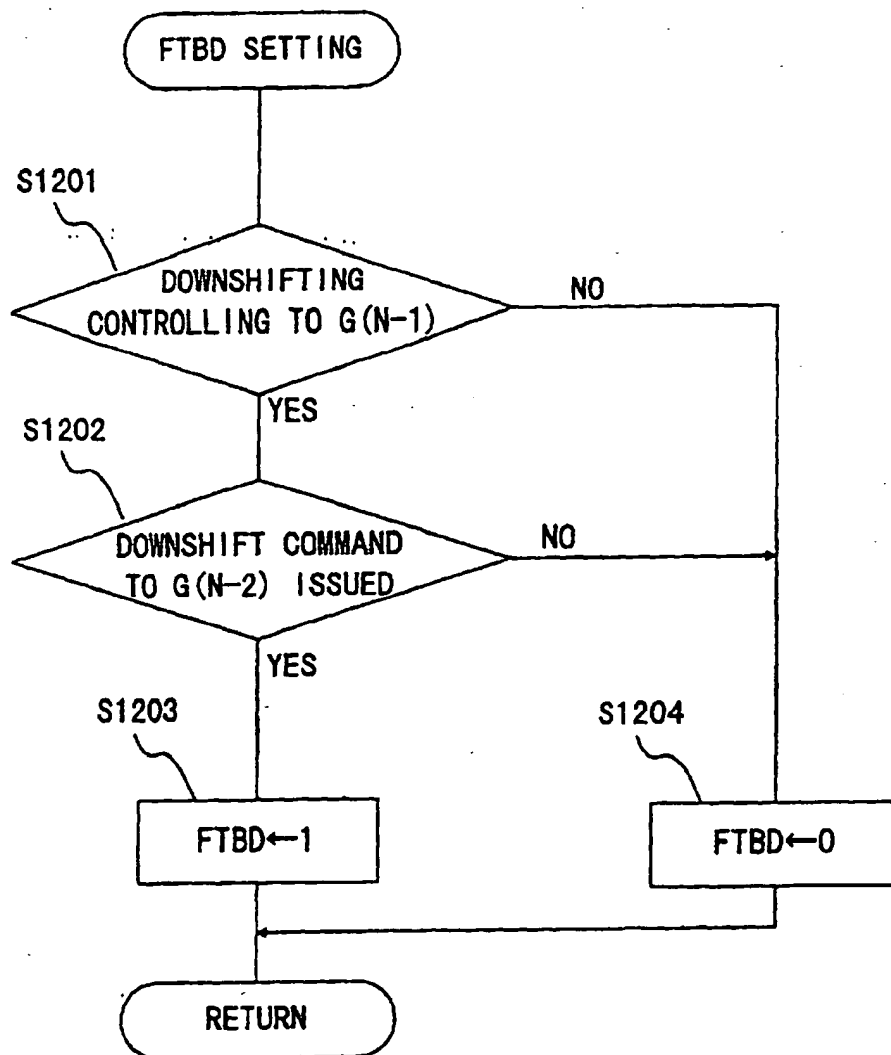 FTBD SETTING
S1201
DOWNSHIFTING
CONTROLLING TO G(N-1)
NO
YES
S1202
DOWNSHIFT COMMAND
TO G(N-2) ISSUED
NO
YES
S1203
FTBD←1
S1204
FTBD←0
RETURN